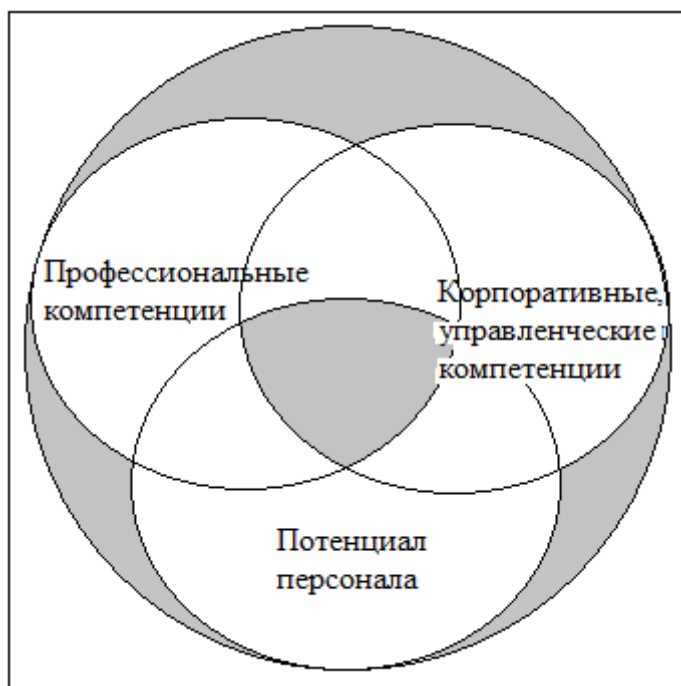 Профессиональные
компетенции
Корпоративные,
управленческие
компетенции
Потенциал
персонала